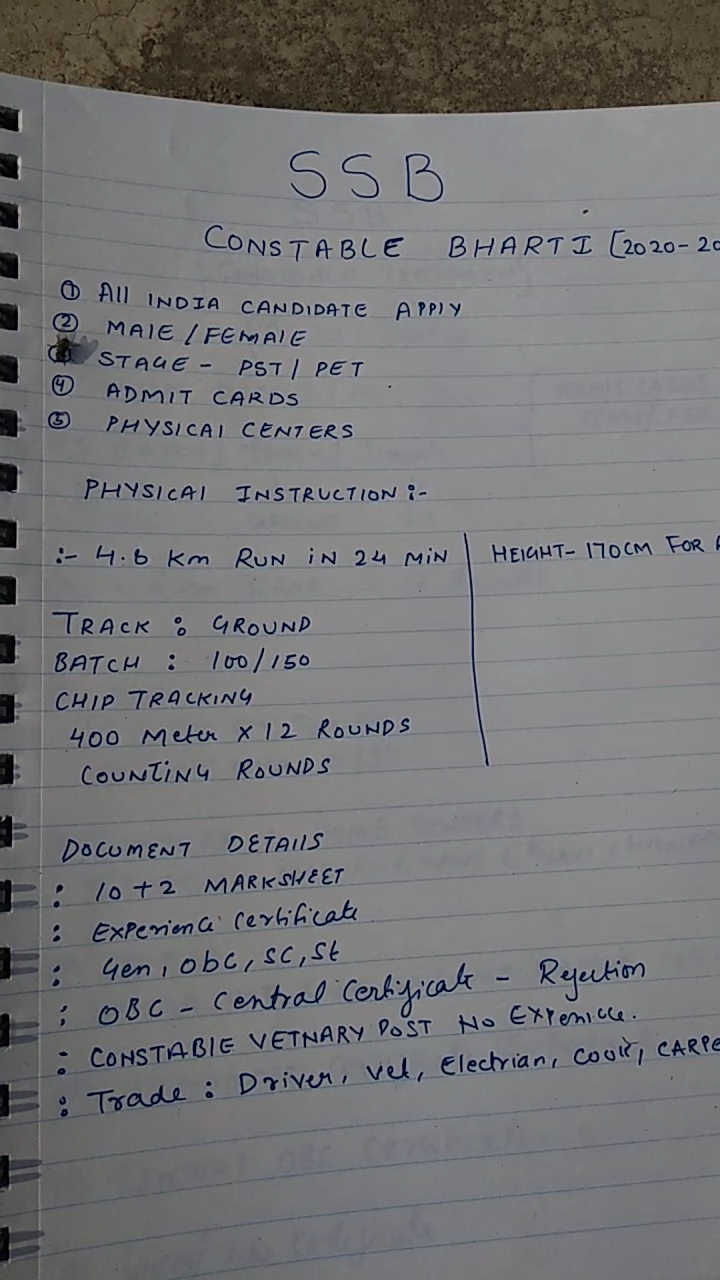 SSB
CONSTABLE BHARTI [2020-20
① All INDIA CANDIDATE APPlY
② MAlE / FEMAlE
STAGE - PST / PET
④ ADMIT CARDS
⑤ PHYSICAl CENTERS
PHYSICAl INSTRUCTION :-
:- 4.8 Km RUN iN 24 MiN
HEIGHT- 170CM FOR
TRACK : GROUND
BATCH : 100/150
CHIP TRACKING
400 Meter X 12 ROUNDS
COUNTiNG ROUNDS
DOCUMENT DETAIlS
: 10+2 MARKSHEET
: Experience Certificate
: Gen, Obc, SC, St
: OBC - Central Certificate - Rejection
: CONSTABlE VETNARY POST No Expenicce.
: Trade : Driver, Vet, Electrian, Cook, CARPE